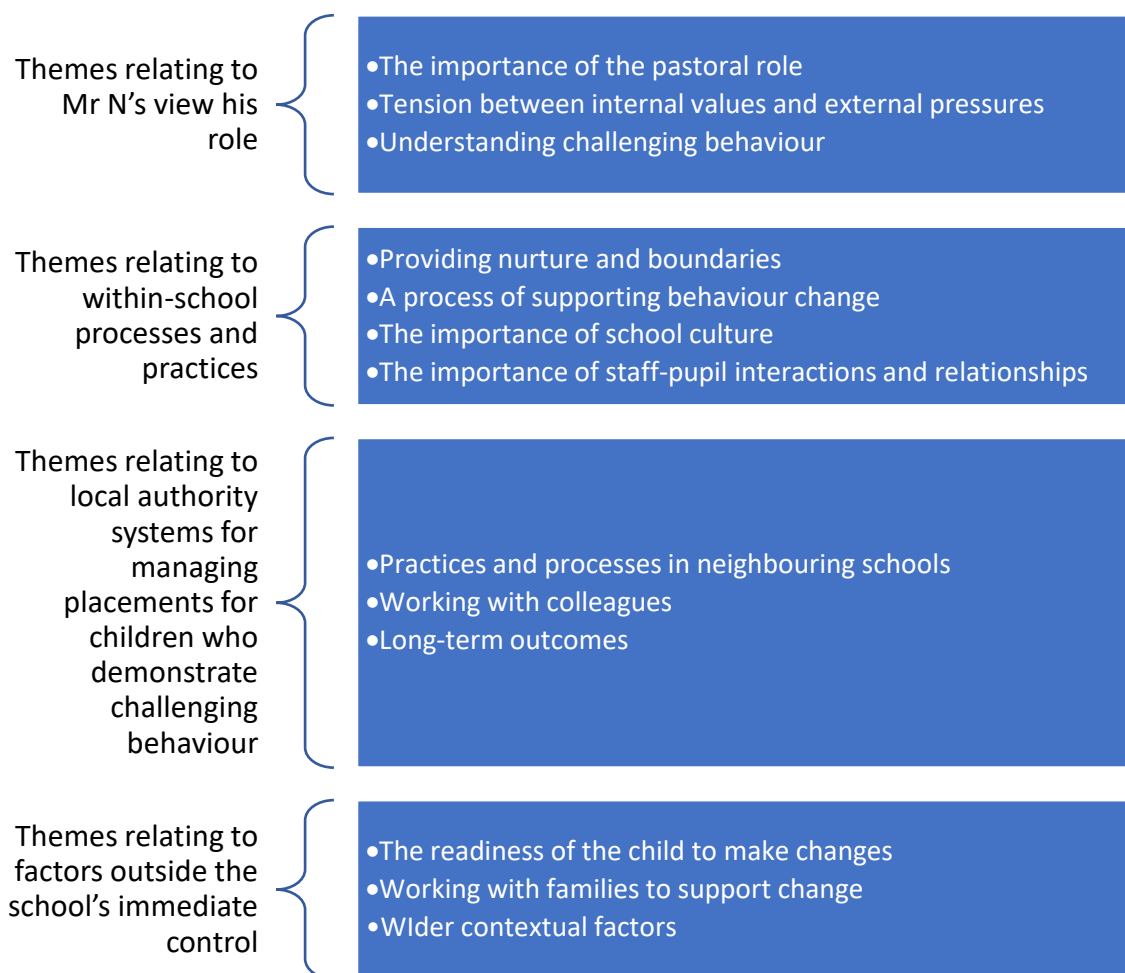 Themes relating to
Mr N's view his
role
•The importance of the pastoral role
•Tension between internal values and external pressures
•Understanding challenging behaviour
Themes relating to
within-school
processes and
practices
•Providing nurture and boundaries
•A process of supporting behaviour change
•The importance of school culture
•The importance of staff-pupil interactions and relationships
Themes relating to
local authority
systems for
managing
placements for
children who
demonstrate
challenging
behaviour
•Practices and processes in neighbouring schools
•Working with colleagues
•Long-term outcomes
Themes relating to
factors outside the
school's immediate
control
•The readiness of the child to make changes
•Working with families to support change
•WIder contextual factors